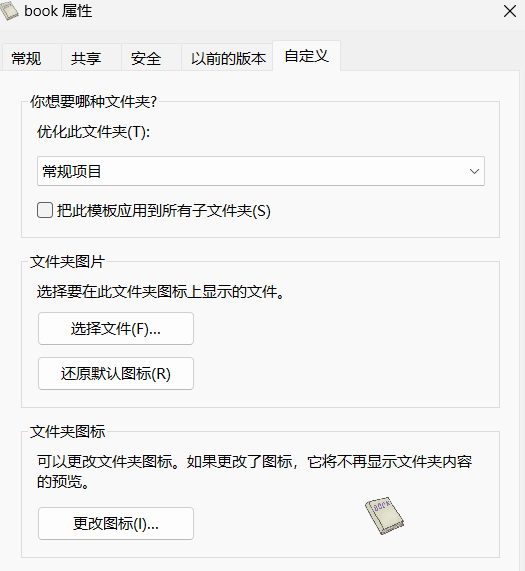 book 属性
常规 共享 安全 以前的版本 自定义
你想要哪种文件夹?
优化此文件夹(T):
常规项目
把此模板应用到所有子文件夹(S)
文件夹图片
选择要在此文件夹图标上显示的文件。
选择文件(F)...
还原默认图标(R)
文件夹图标
可以更改文件夹图标。如果更改了图标，它将不再显示文件夹内容
的预览。
BOOK
更改图标(I)...